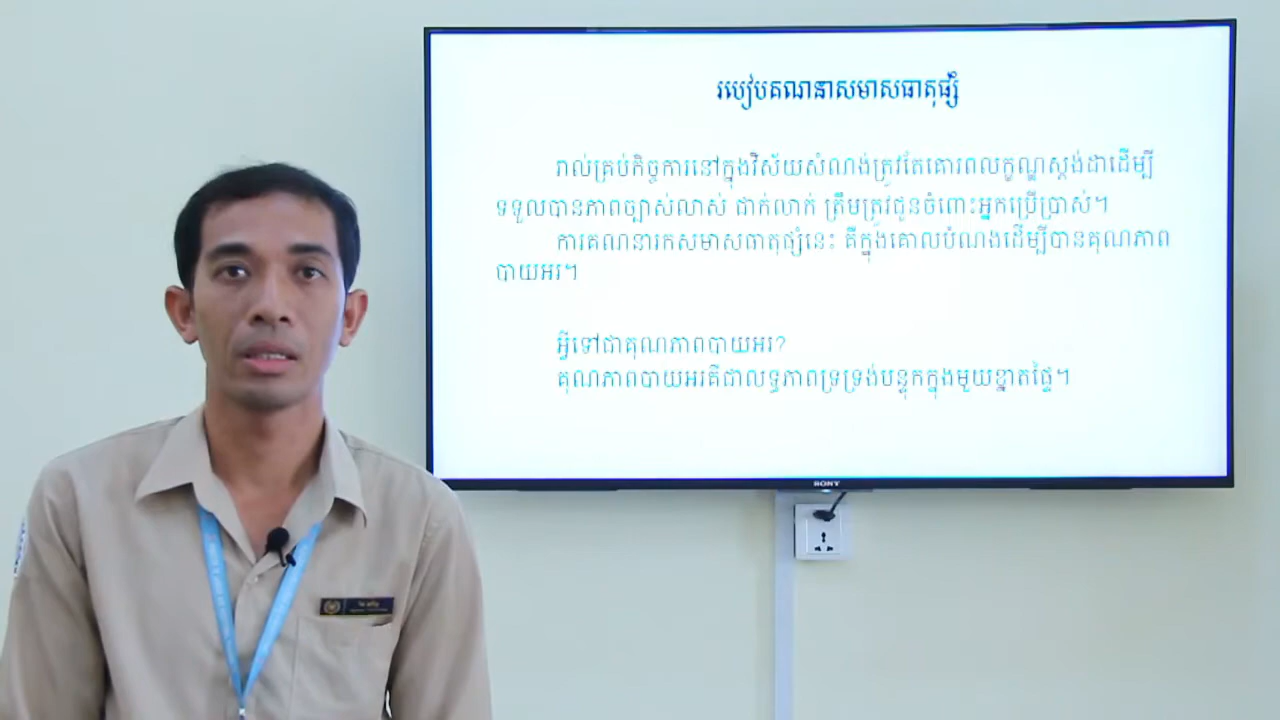 របៀបគណនាសមាសធាតុផ្សំ
រាល់គ្រប់កិច្ចការនៅក្នុងវិស័យសំណង់ត្រូវតែគោរពលក្ខណ្ឌស្តង់ដាដើម្បី
ទទួលបានភាពច្បាស់លាស់ ជាក់លាក់ ត្រឹមត្រូវជូនចំពោះអ្នកប្រើប្រាស់។
ការគណនារកសមាសធាតុផ្សំនេះ គឺក្នុងគោលបំណងដើម្បីបានគុណភាព
បាយអរ។
អ្វីទៅជាគុណភាពបាយអរ?
គុណភាពបាយអរគឺជាលទ្ធភាពទ្រទ្រង់បន្ទុកក្នុងមួយខ្នាតផ្ទៃ។
SONY